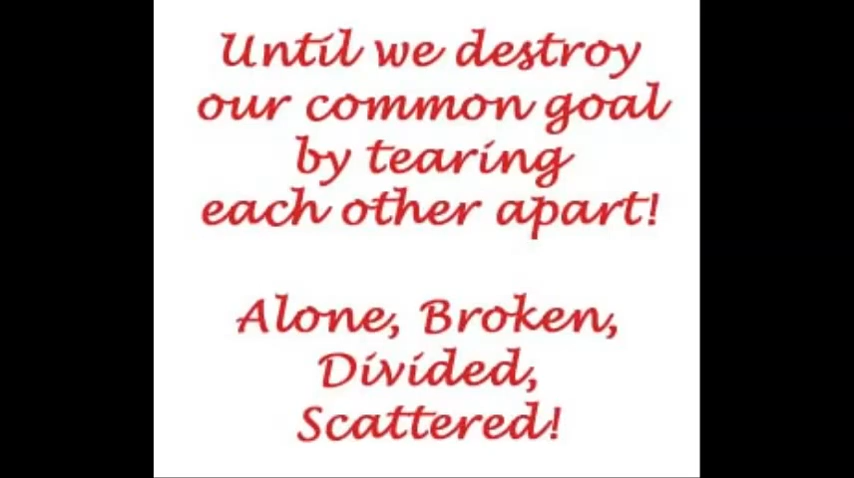 Until we destroy
our common goal
by tearing
each other apart!
Alone, Broken,
Divided,
Scattered!